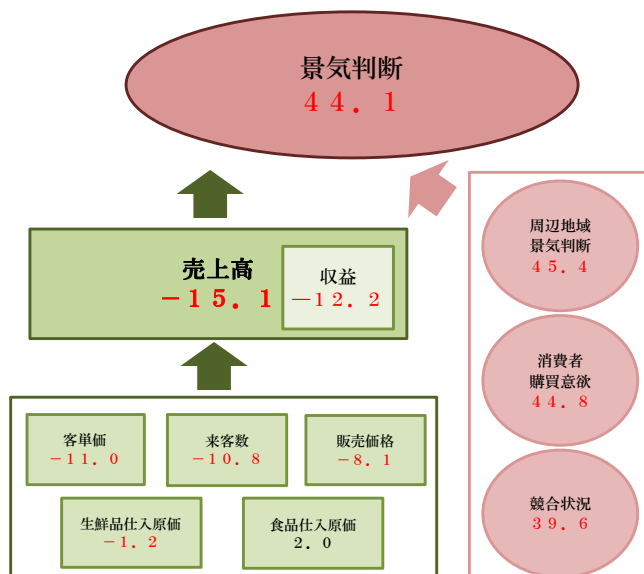 景気判断
４４．１
売上高
－１５．１
収益
－１２．２
客単価
－１１．０
来客数
－１０．８
販売価格
－８．１
生鮮品仕入原価
－１．２
食品仕入原価
２．０
周辺地域
景気判断
４５．４
消費者
購買意欲
４４．８
競合状況
３９．６